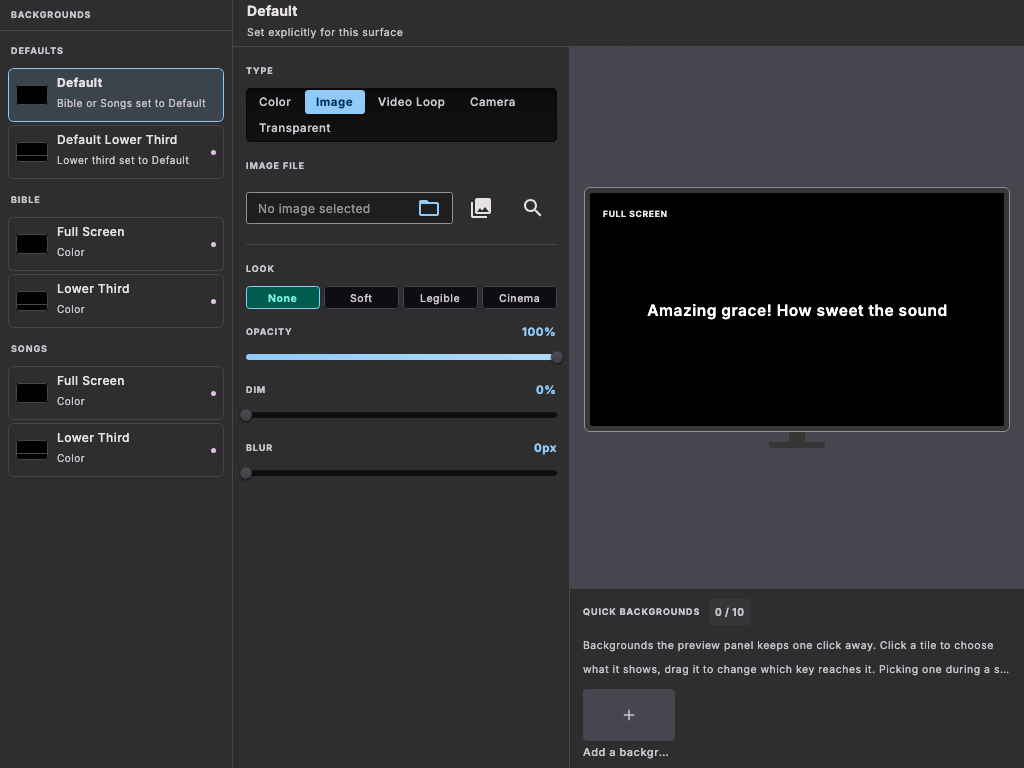 BACKGROUNDS
DEFAULTS
Default
Bible or Songs set to Default
Default Lower Third
Lower third set to Default
BIBLE
Full Screen
Color
Lower Third
Color
SONGS
Full Screen
Color
Lower Third
Color
Default
Set explicitly for this surface
TYPE
Color
Image
Video Loop
Camera
Transparent
IMAGE FILE
No image selected
LOOK
None
Soft
Legible
Cinema
OPACITY
100%
DIM
0%
BLUR
0px
FULL SCREEN
Amazing grace! How sweet the sound
QUICK BACKGROUNDS
0 / 10
Backgrounds the preview panel keeps one click away. Click a tile to choose
what it shows, drag it to change which key reaches it. Picking one during a s...
+
Add a backgr...